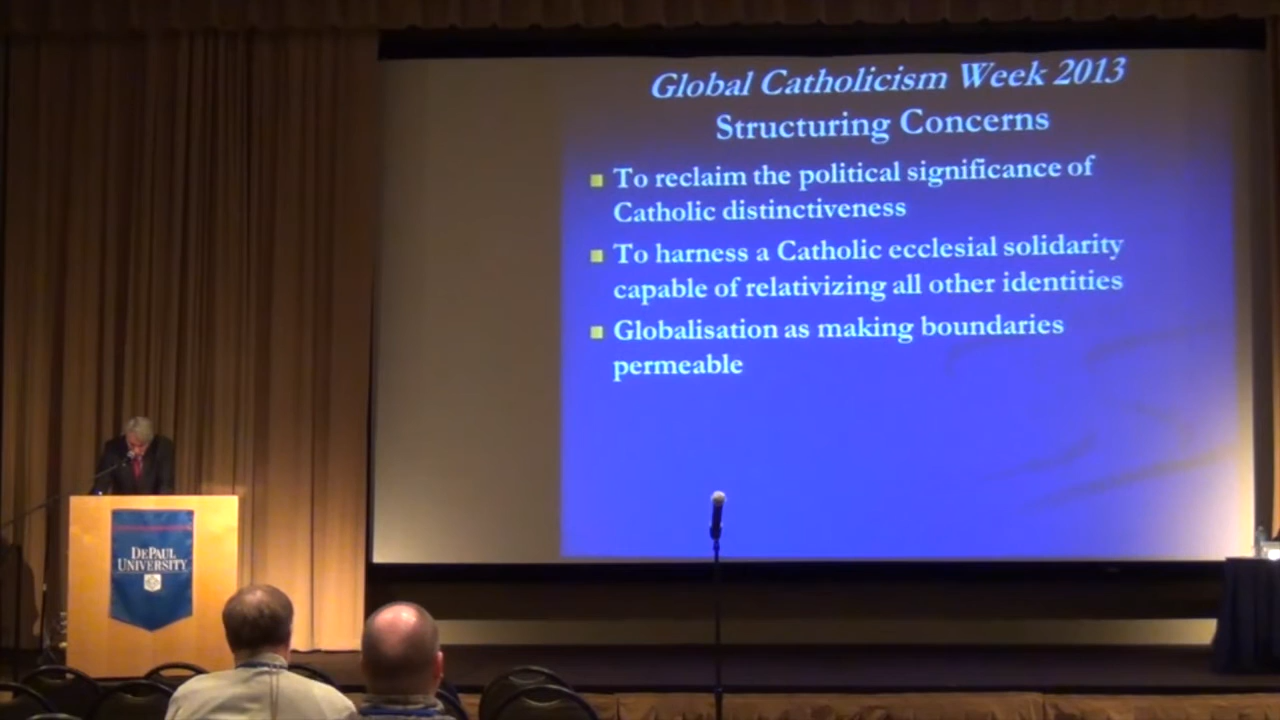 Global Catholicism Week 2013
Structuring Concerns
To reclaim the political significance of
Catholic distinctiveness
To harness a Catholic ecclesial solidarity
capable of relativizing all other identities
Globalisation as making boundaries
permeable
DEPAUL
UNIVERSITY